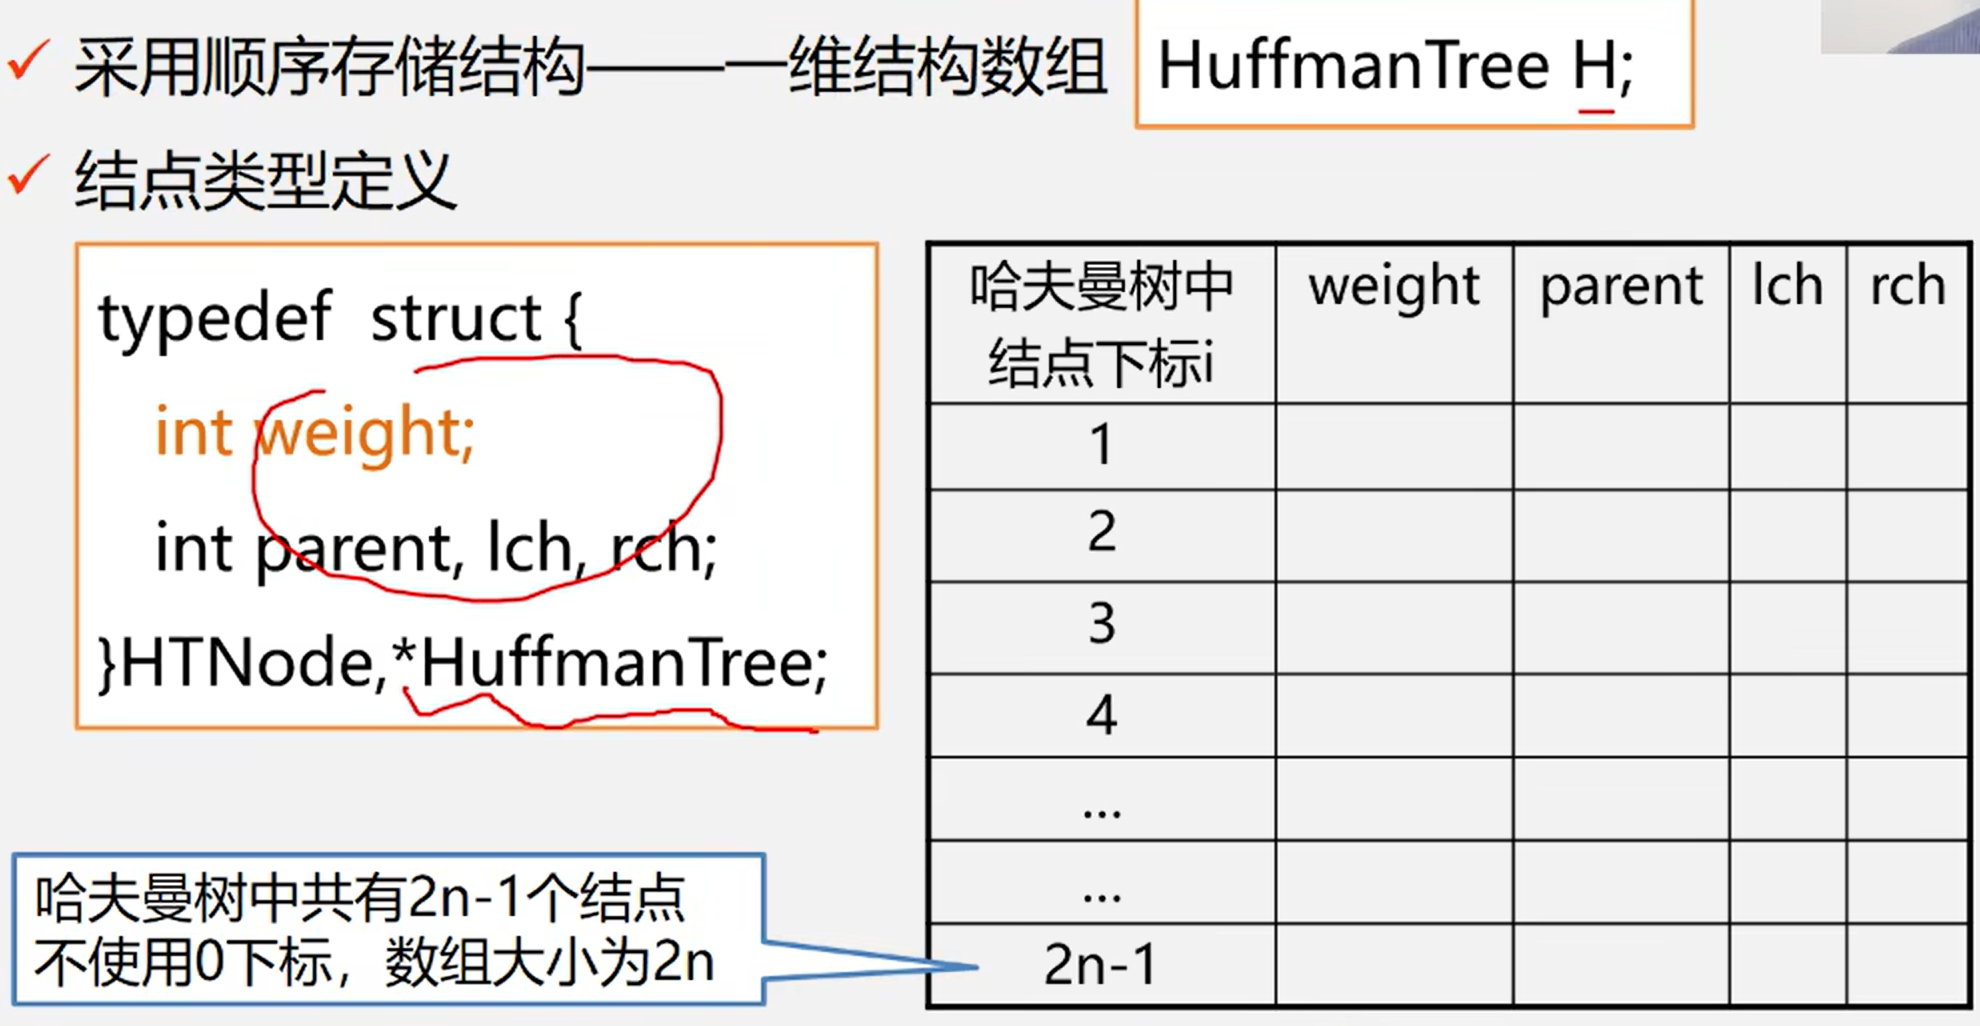 采用顺序存储结构——一维结构数组
HuffmanTree H;
结点类型定义
typedef struct {
int weight;
int parent, lch, rch;
}HTNode,*HuffmanTree;
哈夫曼树中结点下标i weight parent lch rch
1
2
3
4
...
...
2n-1
哈夫曼树中共有2n-1个结点
不使用0下标，数组大小为2n